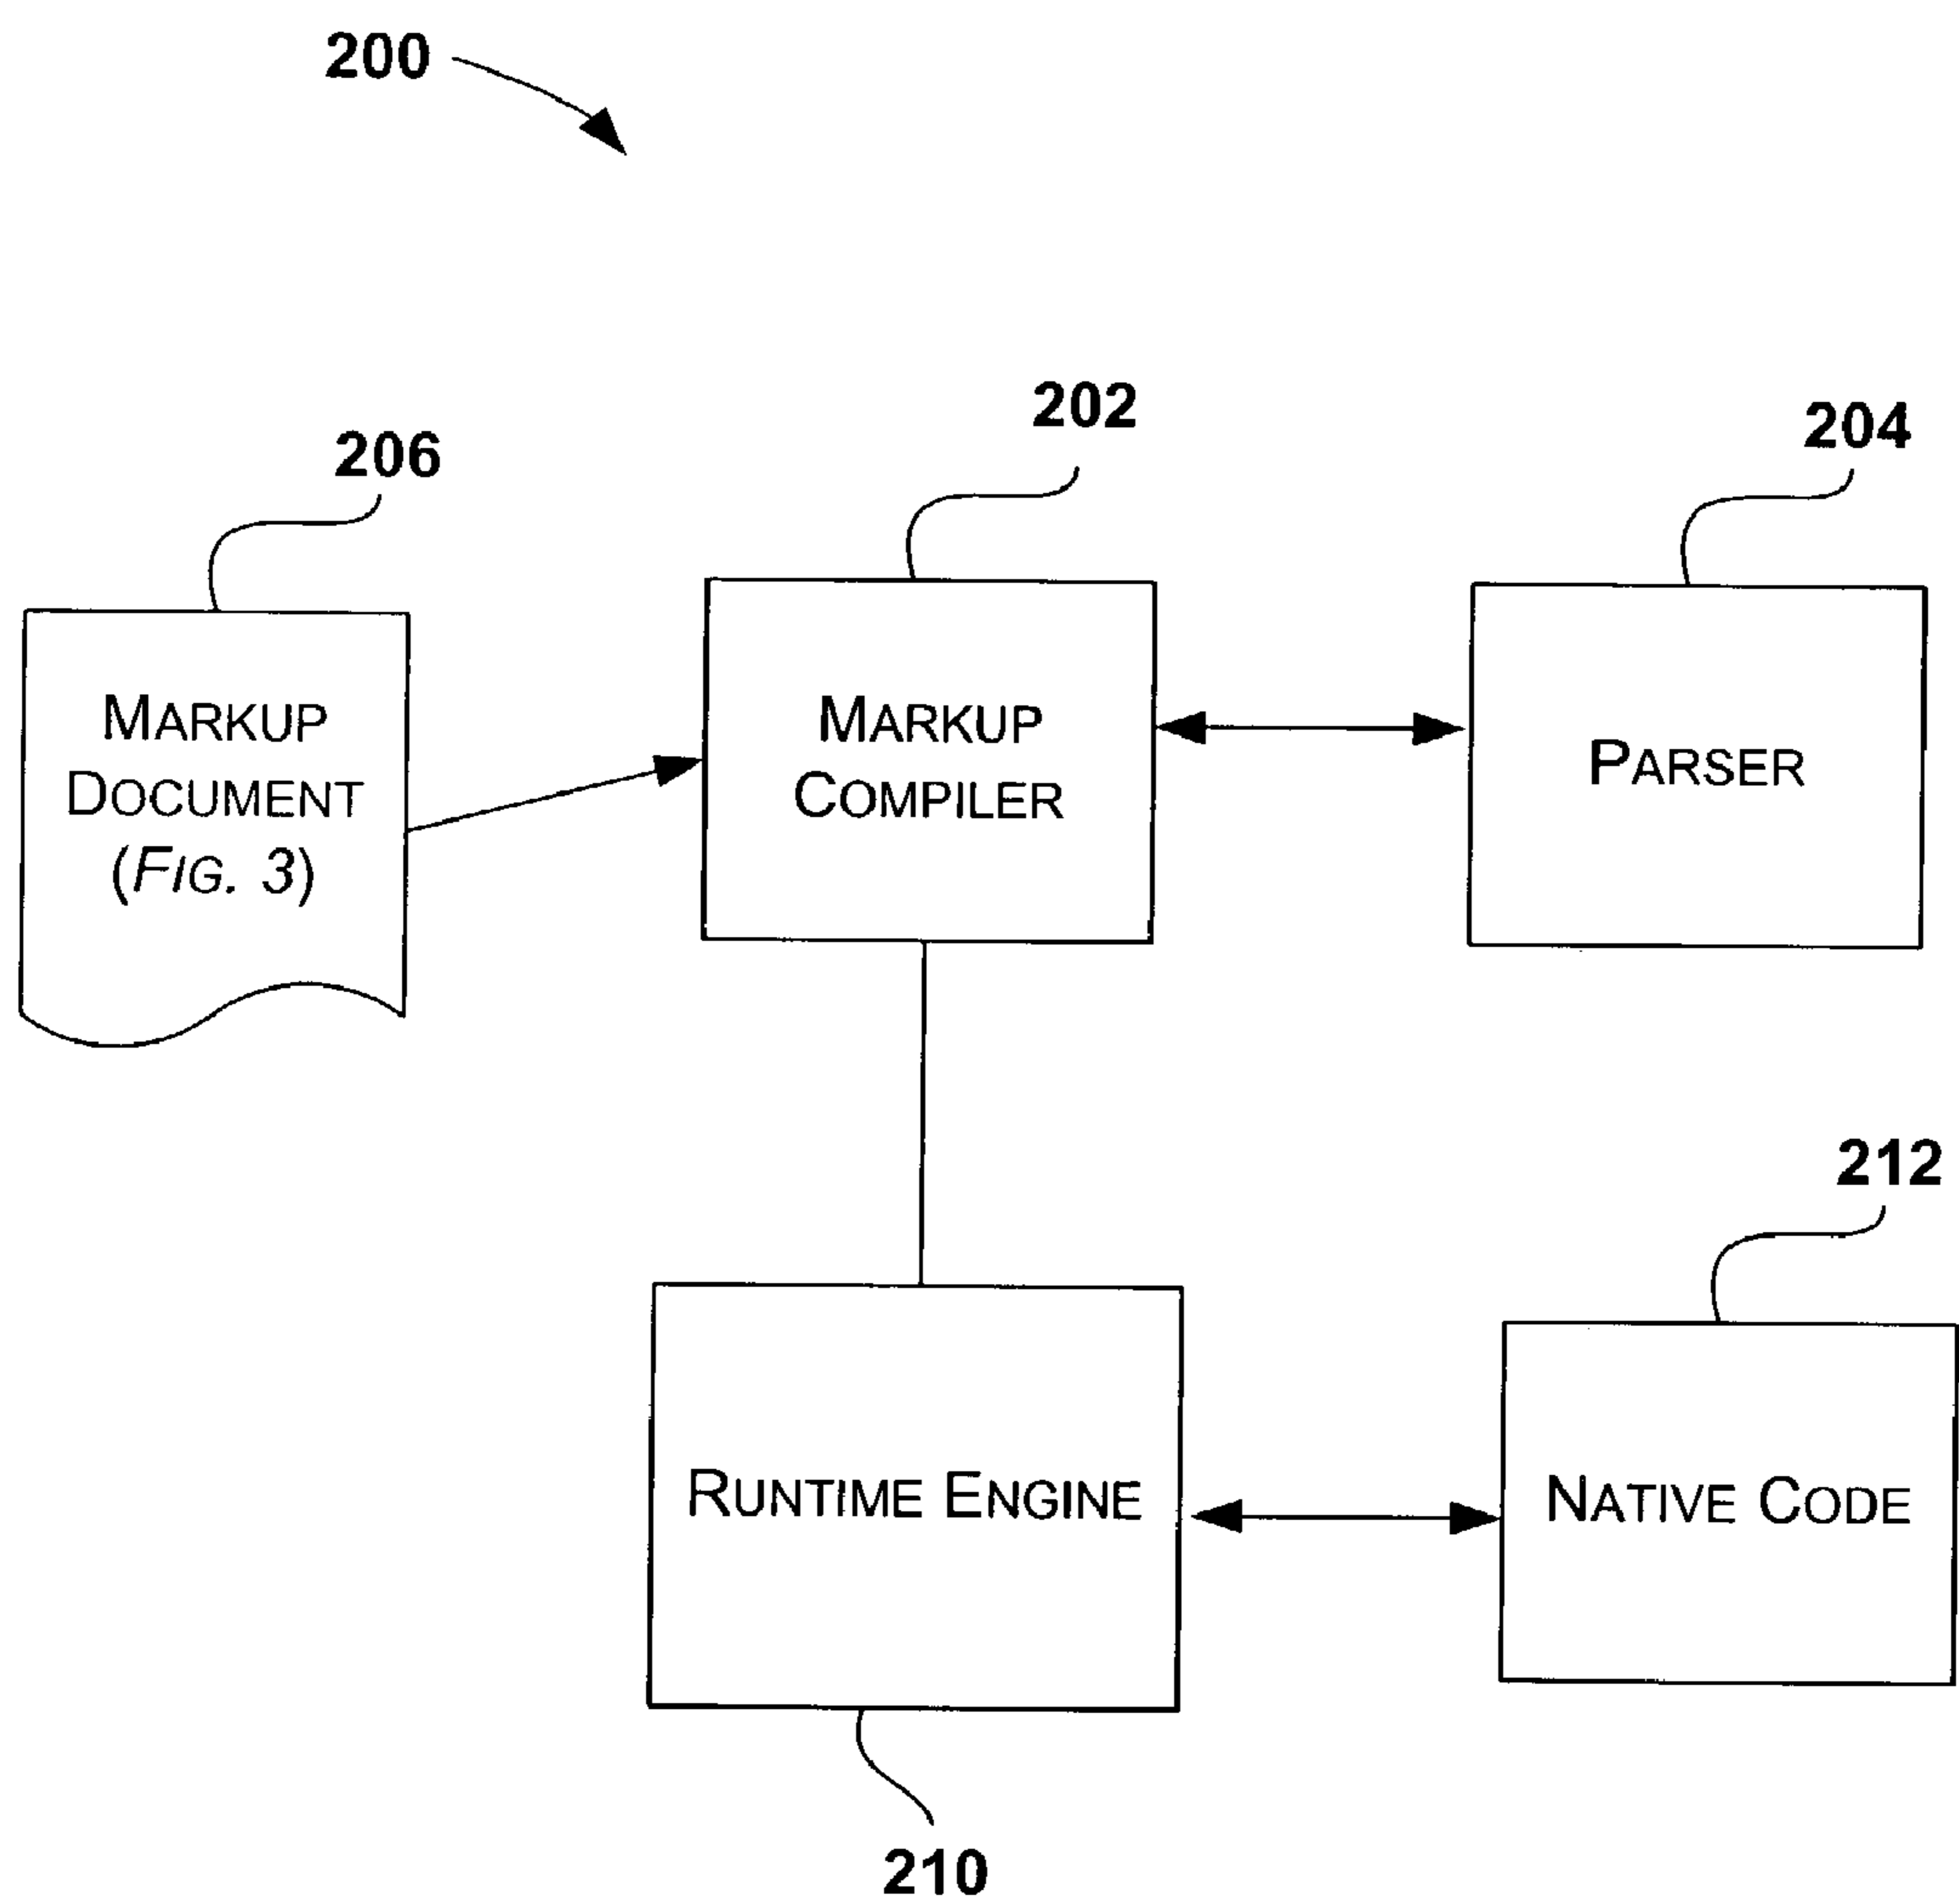 200
202
204
206
MARKUP
DOCUMENT
(FIG. 3)
MARKUP
COMPILER
PARSER
212
RUNTIME ENGINE
NATIVE CODE
210